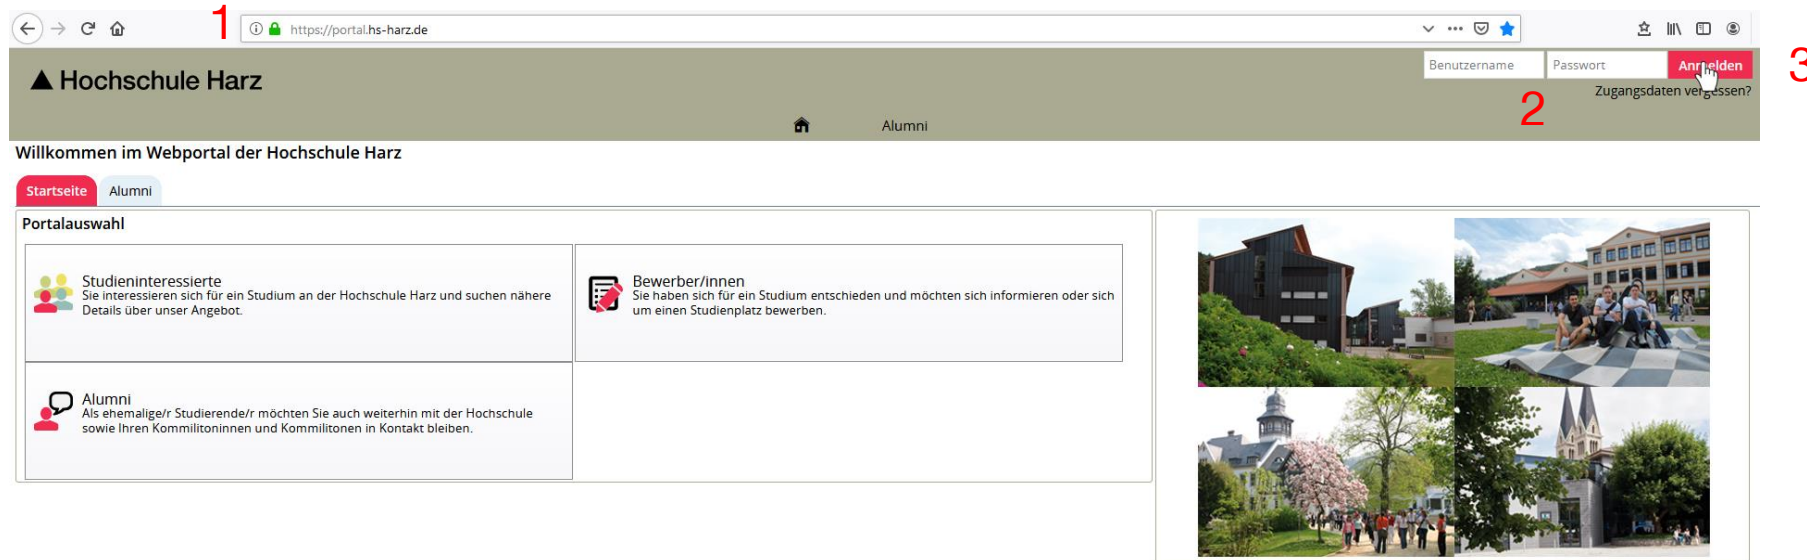 1
https://portal.hs-harz.de
Hochschule Harz
Benutzername
Passwort
Anmelden
3
Zugangsdaten vergessen?
2
Alumni
Willkommen im Webportal der Hochschule Harz
Startseite
Alumni
Portalauswahl
Studieninteressierte
Sie interessieren sich für ein Studium an der Hochschule Harz und suchen nähere
Details über unser Angebot.
Bewerber/innen
Sie haben sich für ein Studium entschieden und möchten sich informieren oder sich
um einen Studienplatz bewerben.
Alumni
Als ehemalige/r Studierende/r möchten Sie auch weiterhin mit der Hochschule
sowie Ihren Kommilitoninnen und Kommilitonen in Kontakt bleiben.